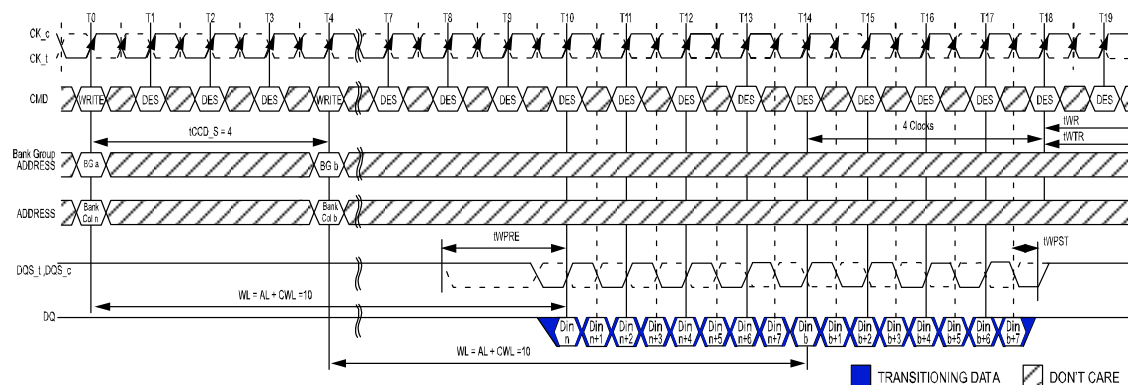 T0 T1 T2 T3 T4 T7 T8 T9 T10 T11 T12 T13 T14 T15 T16 T17 T18 T19
CK_c
CK_t
CMD WRITE DES DES DES WRITE DES DES DES DES DES DES DES DES DES DES DES DES DES
tCCD_S = 4
4 Clocks
tWR
tWTR
Bank Group
ADDRESS
BG a
BG b
ADDRESS
Bank
Col n
Bank
Col b
tWPRE
tWPST
DQS_t ,DQS_c
WL = AL + CWL =10
DQ
Din Din Din Din Din Din Din Din Din Din Din Din Din Din Din Din
n n+1 n+2 n+3 n+4 n+5 n+6 n+7 b b+1 b+2 b+3 b+4 b+5 b+6 b+7
WL = AL + CWL =10
TRANSITIONING DATA
DON'T CARE